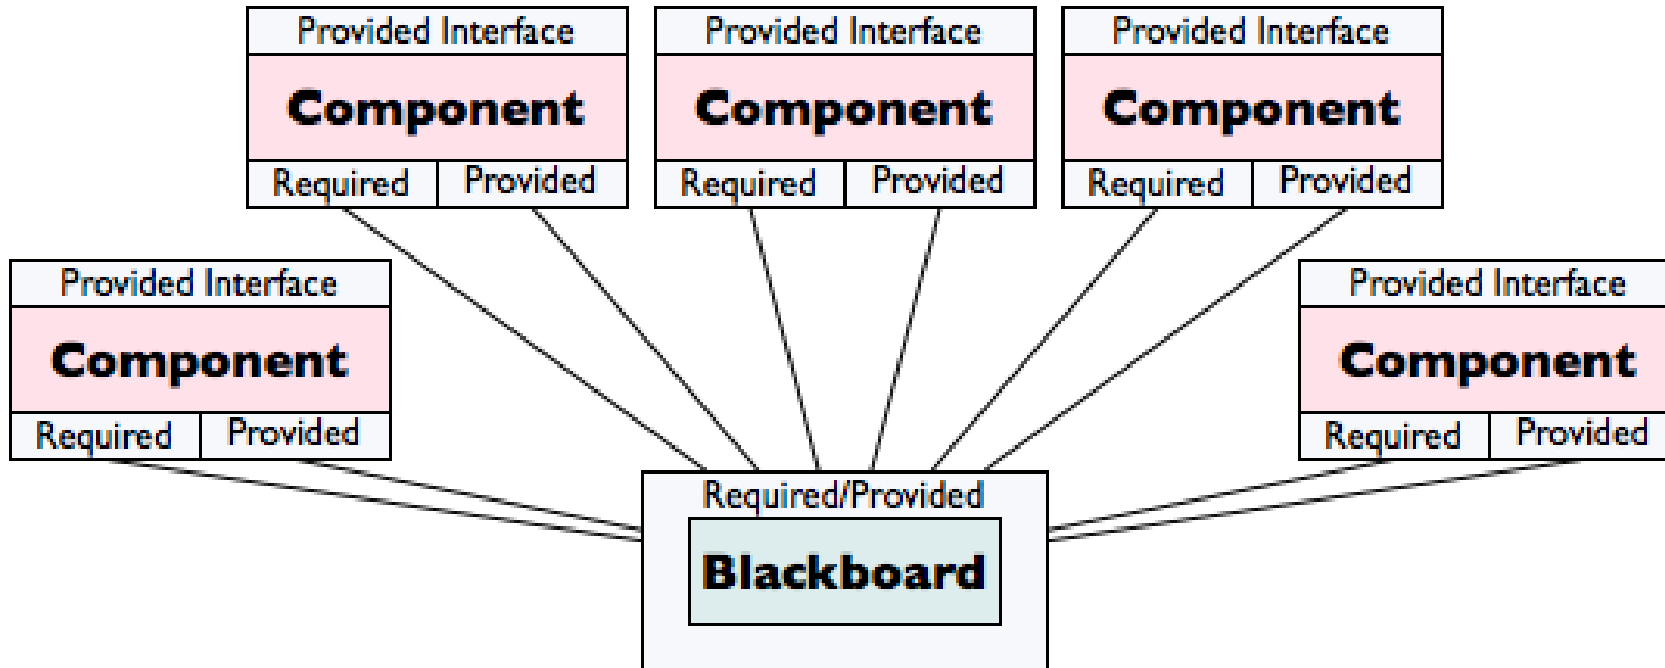 Provided Interface
Component
Required Provided
Provided Interface
Component
Required Provided
Provided Interface
Component
Required Provided
Provided Interface
Component
Required Provided
Provided Interface
Component
Required Provided
Required/Provided
Blackboard